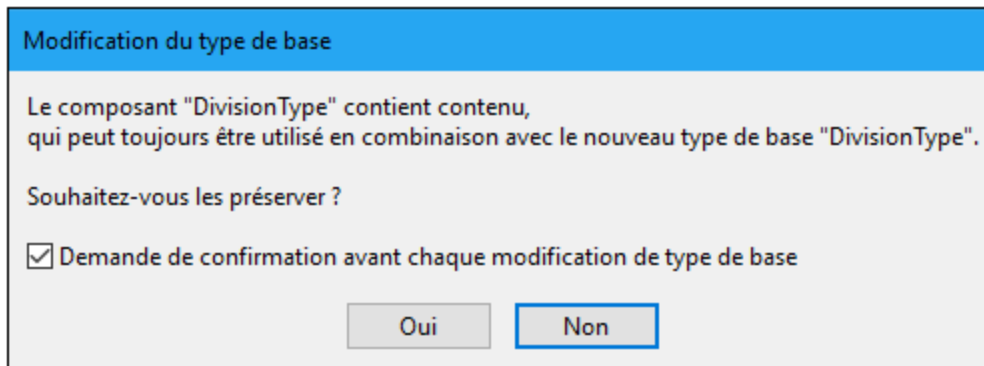 Modification du type de base
Le composant "DivisionType" contient contenu,
qui peut toujours être utilisé en combinaison avec le nouveau type de base "DivisionType".
Souhaitez-vous les préserver ?
Demande de confirmation avant chaque modification de type de base
Oui
Non